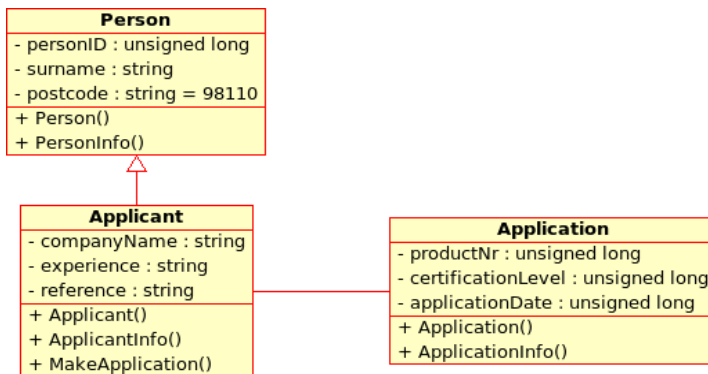 Person
- personID : unsigned long
- surname : string
- postcode : string = 98110
+ Person()
+ PersonInfo()
Applicant
- companyName : string
- experience : string
- reference : string
+ Applicant()
+ ApplicantInfo()
+ MakeApplication()
Application
- productNr : unsigned long
- certificationLevel : unsigned long
- applicationDate : unsigned long
+ Application()
+ ApplicationInfo()